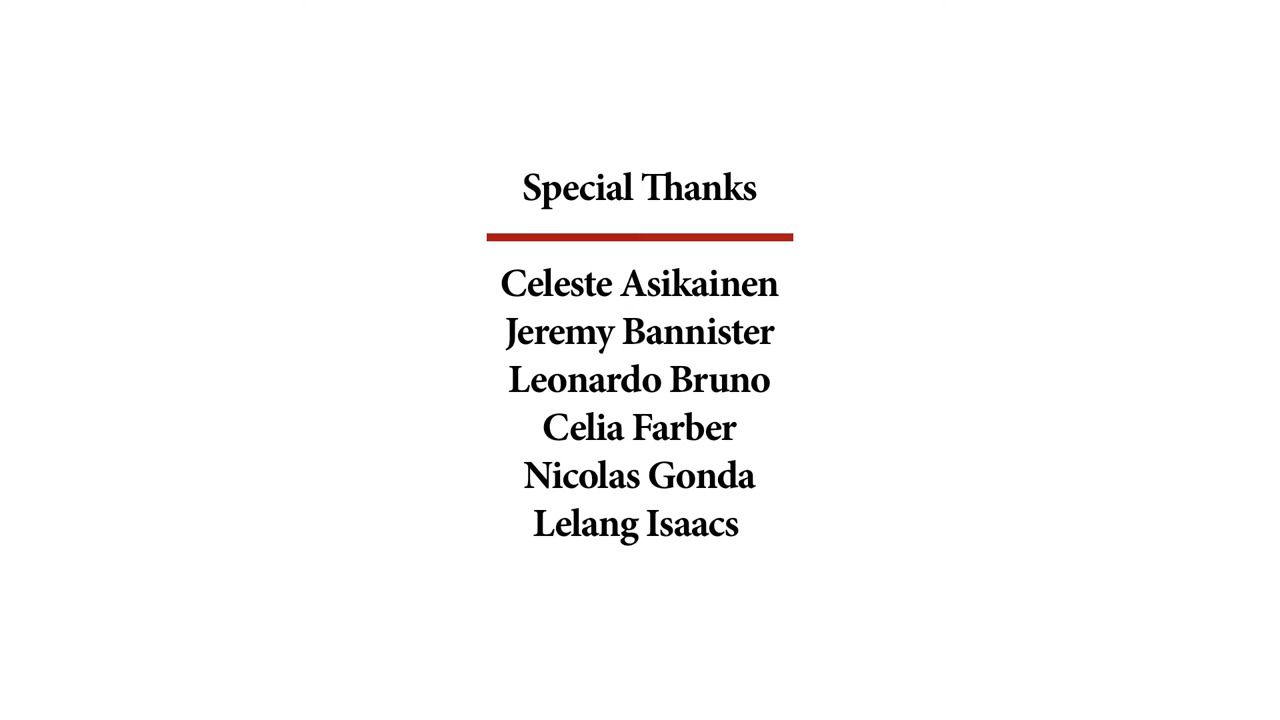 Special Thanks
Celeste Asikainen
Jeremy Bannister
Leonardo Bruno
Celia Farber
Nicolas Gonda
Lelang Isaacs